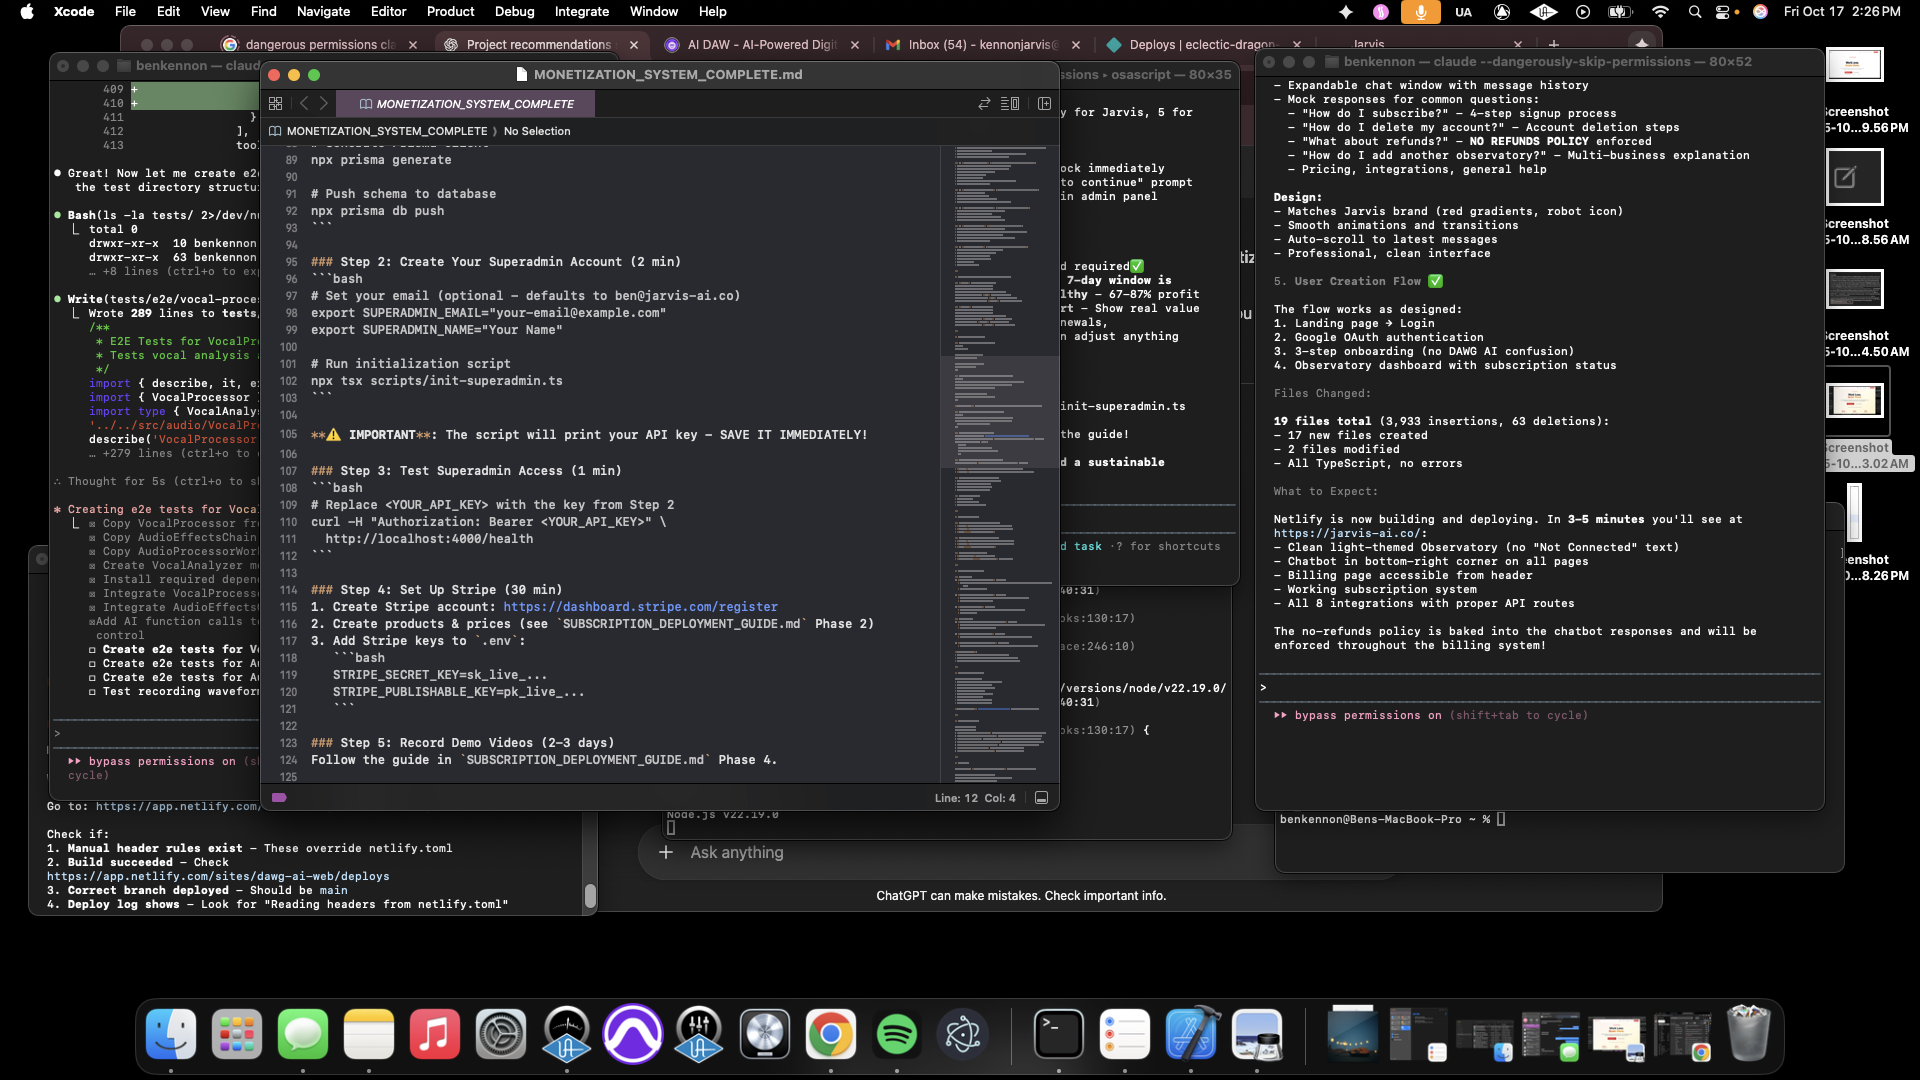 Xcode File Edit View Find Navigate Editor Product Debug Integrate Window Help
UA
Fri Oct 17 2:26 PM
dangerous permissions cla
Project recommendations
AI DAW - AI-Powered Digit
Inbox (54) - kennonjarvis@
Deploys | eclectic-dragon-
Jarvis
benkennon — claud
409 +
410 +
411 }
412 ],
413 too
Great! Now let me create e2e
the test directory structu
Bash(ls -la tests/ 2>/dev/nu
total 0
drwxr-xr-x 10 benkennon
drwxr-xr-x 63 benkennon
… +8 lines (ctrl+o to exp
Write(tests/e2e/vocal-proces
Wrote 289 lines to tests/
/**
* E2E Tests for VocalPro
* Tests vocal analysis a
*/
import { describe, it, ex
import { VocalProcessor
import type { VocalAnalys
'../../src/audio/VocalPro
describe('VocalProcessor
… +279 lines (ctrl+o to
Thought for 5s (ctrl+o to sh
Creating e2e tests for Vocal
Copy VocalProcessor fro
Copy AudioEffectsChain
Copy AudioProcessorWork
Create VocalAnalyzer mo
Install required depend
Integrate VocalProcesso
Integrate AudioEffects
Add AI function calls to
control
Create e2e tests for Vo
Create e2e tests for Au
Create e2e tests for Au
Test recording waveform
>
bypass permissions on (sh
cycle)
Go to: https://app.netlify.com/
Check if:
1. Manual header rules exist – These override netlify.toml
2. Build succeeded – Check
https://app.netlify.com/sites/dawg-ai-web/deploys
3. Correct branch deployed – Should be main
4. Deploy log shows – Look for "Reading headers from netlify.toml"
MONETIZATION_SYSTEM_COMPLETE.md
MONETIZATION_SYSTEM_COMPLETE
MONETIZATION_SYSTEM_COMPLETE ⟩ No Selection
89 npx prisma generate
90
91 # Push schema to database
92 npx prisma db push
93 ```
94
95 ### Step 2: Create Your Superadmin Account (2 min)
96 ```bash
97 # Set your email (optional – defaults to ben@jarvis-ai.co)
98 export SUPERADMIN_EMAIL="your-email@example.com"
99 export SUPERADMIN_NAME="Your Name"
100
101 # Run initialization script
102 npx tsx scripts/init-superadmin.ts
103 ```
104
105 **⚠️ IMPORTANT**: The script will print your API key – SAVE IT IMMEDIATELY!
106
107 ### Step 3: Test Superadmin Access (1 min)
108 ```bash
109 # Replace <YOUR_API_KEY> with the key from Step 2
110 curl -H "Authorization: Bearer <YOUR_API_KEY>" \
111 http://localhost:4000/health
112 ```
113
114 ### Step 4: Set Up Stripe (30 min)
115 1. Create Stripe account: https://dashboard.stripe.com/register
116 2. Create products & prices (see `SUBSCRIPTION_DEPLOYMENT_GUIDE.md` Phase 2)
117 3. Add Stripe keys to `.env`:
118 ```bash
119 STRIPE_SECRET_KEY=sk_live_...
120 STRIPE_PUBLISHABLE_KEY=pk_live_...
121 ```
122
123 ### Step 5: Record Demo Videos (2–3 days)
124 Follow the guide in `SUBSCRIPTION_DEPLOYMENT_GUIDE.md` Phase 4.
125
Line: 12 Col: 4
ssions ▸ osascript — 80×35
y for Jarvis, 5 for
ock immediately
to continue" prompt
in admin panel
d required✅
7-day window is
lthy – 67-87% profit
rt – Show real value
newals,
n adjust anything
init-superadmin.ts
the guide!
d a sustainable
d task · ? for shortcuts
40:31)
oks:130:17)
ace:246:10)
/versions/node/v22.19.0/
40:31)
oks:130:17) {
Node.js v22.19.0
Ask anything
ChatGPT can make mistakes. Check important info.
benkennon — claude --dangerously-skip-permissions — 80×52
– Expandable chat window with message history
– Mock responses for common questions:
– "How do I subscribe?" – 4-step signup process
– "How do I delete my account?" – Account deletion steps
– "What about refunds?" – NO REFUNDS POLICY enforced
– "How do I add another observatory?" – Multi-business explanation
– Pricing, integrations, general help
Design:
– Matches Jarvis brand (red gradients, robot icon)
– Smooth animations and transitions
– Auto-scroll to latest messages
– Professional, clean interface
5. User Creation Flow ✅
The flow works as designed:
1. Landing page → Login
2. Google OAuth authentication
3. 3-step onboarding (no DAWG AI confusion)
4. Observatory dashboard with subscription status
Files Changed:
19 files total (3,933 insertions, 63 deletions):
– 17 new files created
– 2 files modified
– All TypeScript, no errors
What to Expect:
Netlify is now building and deploying. In 3-5 minutes you'll see at
https://jarvis-ai.co/:
– Clean light-themed Observatory (no "Not Connected" text)
– Chatbot in bottom-right corner on all pages
– Billing page accessible from header
– Working subscription system
– All 8 integrations with proper API routes
The no-refunds policy is baked into the chatbot responses and will be
enforced throughout the billing system!
>
bypass permissions on (shift+tab to cycle)
benkennon@Bens-MacBook-Pro ~ %
Screenshot
5-10...9.56 PM
Screenshot
5-10...8.56 AM
Screenshot
5-10...4.50 AM
Screenshot
5-10...3.02 AM
eenshot
0...8.26 PM